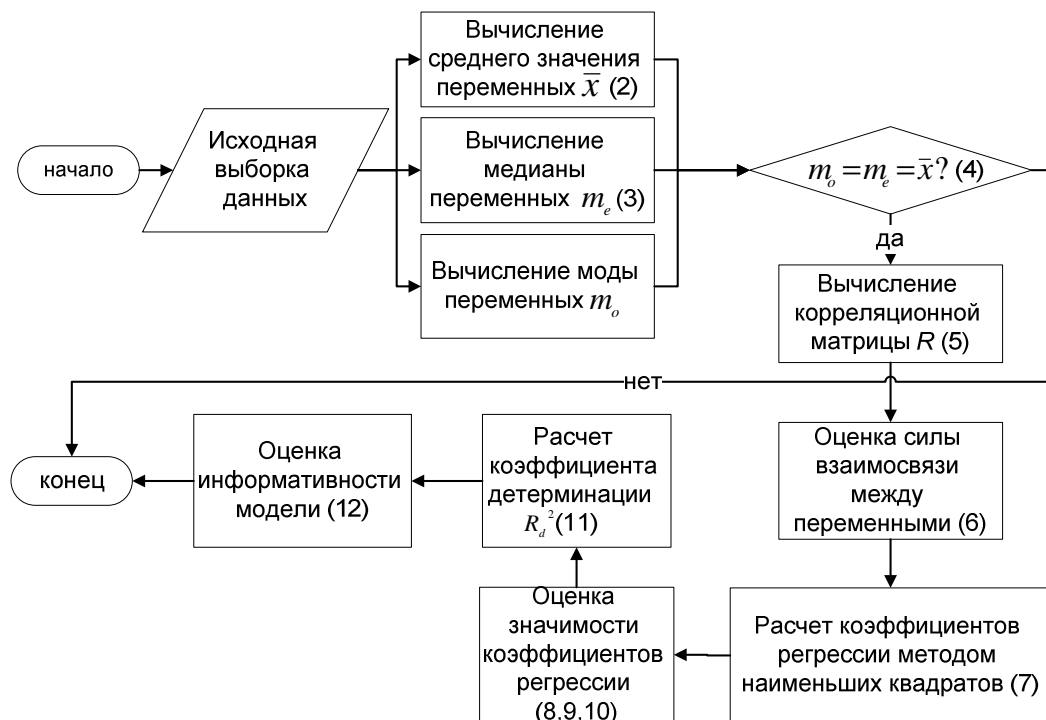 начало
Исходная
выборка
данных
Вычисление
среднего значения
переменных x̄ (2)
Вычисление
медианы
переменных mₑ (3)
Вычисление моды
переменных mₒ
mₒ = mₑ = x̄? (4)
да
Вычисление
корреляционной
матрицы R (5)
нет
Оценка силы
взаимосвязи
между
переменными (6)
Расчет коэффициентов
регрессии методом
наименьших квадратов (7)
Оценка
значимости
коэффициентов
регрессии
(8,9,10)
Расчет
коэффициента
детерминации
R_d² (11)
Оценка
информативности
модели (12)
конец